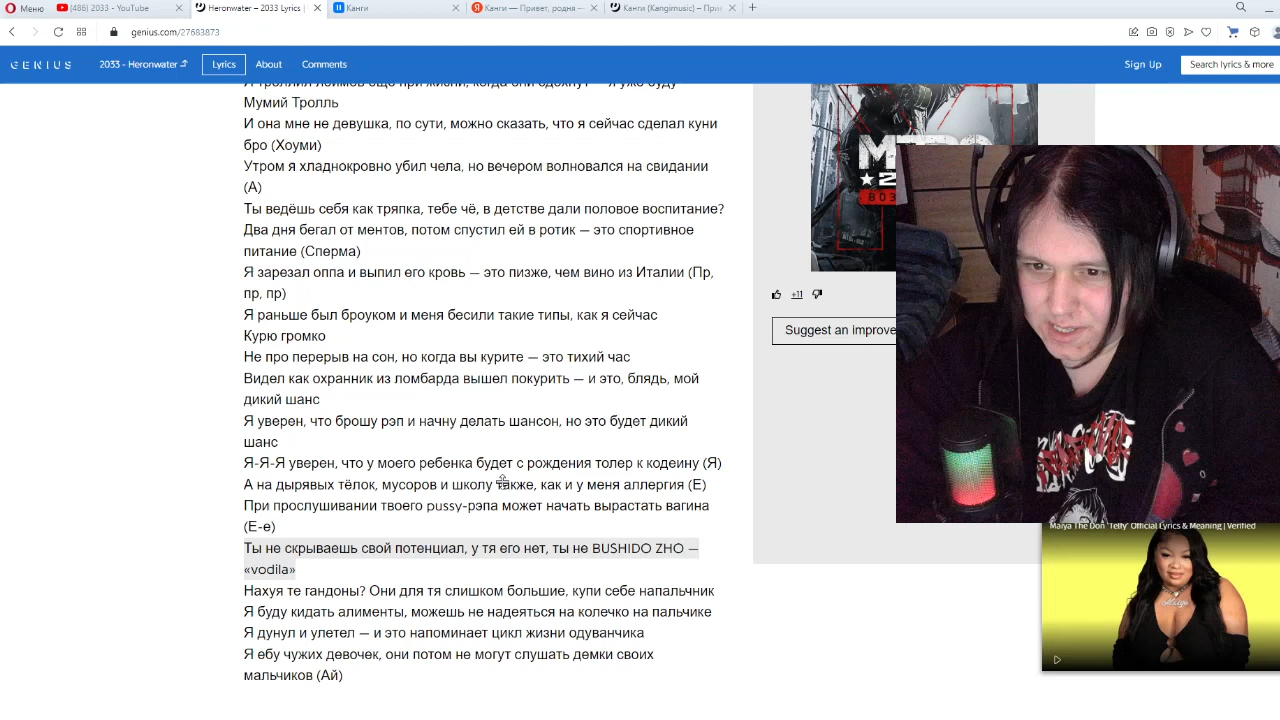 Меню
(486) 2033 - YouTube
Heronwater – 2033 Lyrics |
Канги
Канги — Привет, родня –
Канги (Kangimusic) – При
genius.com/27683873
GENIUS
2033 - Heronwater
Lyrics
About
Comments
Sign Up
Search lyrics & more
Мумий Тролль
И она мне не девушка, по сути, можно сказать, что я сейчас сделал куни
бро (Хоуми)
Утром я хладнокровно убил чела, но вечером волновался на свидании
(А)
Ты ведёшь себя как тряпка, тебе чё, в детстве дали половое воспитание?
Два дня бегал от ментов, потом спустил ей в ротик — это спортивное
питание (Сперма)
Я зарезал оппа и выпил его кровь — это пизже, чем вино из Италии (Пр,
пр, пр)
Я раньше был броуком и меня бесили такие типы, как я сейчас
Курю громко
Не про перерыв на сон, но когда вы курите — это тихий час
Видел как охранник из ломбарда вышел покурить — и это, блядь, мой
дикий шанс
Я уверен, что брошу рэп и начну делать шансон, но это будет дикий
шанс
Я-Я-Я уверен, что у моего ребенка будет с рождения толер к кодеину (Я)
А на дырявых тёлок, мусоров и школу также, как и у меня аллергия (Е)
При прослушивании твоего pussy-рэпа может начать вырастать вагина
(Е-е)
Ты не скрываешь свой потенциал, у тя его нет, ты не BUSHIDO ZHO —
«vodila»
Нахуя те гандоны? Они для тя слишком большие, купи себе напальчник
Я буду кидать алименты, можешь не надеяться на колечко на пальчике
Я дунул и улетел — и это напоминает цикл жизни одуванчика
Я ебу чужих девочек, они потом не могут слушать демки своих
мальчиков (Ай)
+11
Suggest an improve
Maiya The Don "Telfy" Official Lyrics & Meaning | Verified